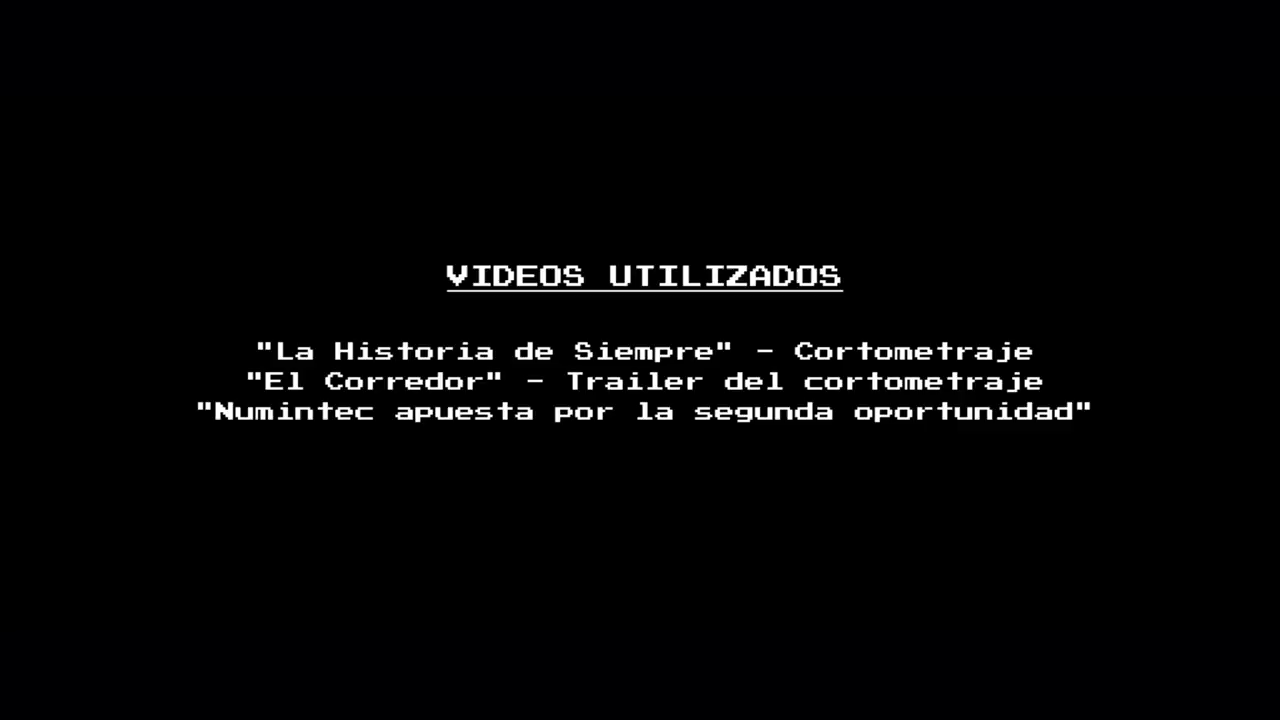 VIDEOS UTILIZADOS
"La Historia de Siempre" - Cortometraje
"El Corredor" - Trailer del cortometraje
"Numintec apuesta por la segunda oportunidad"